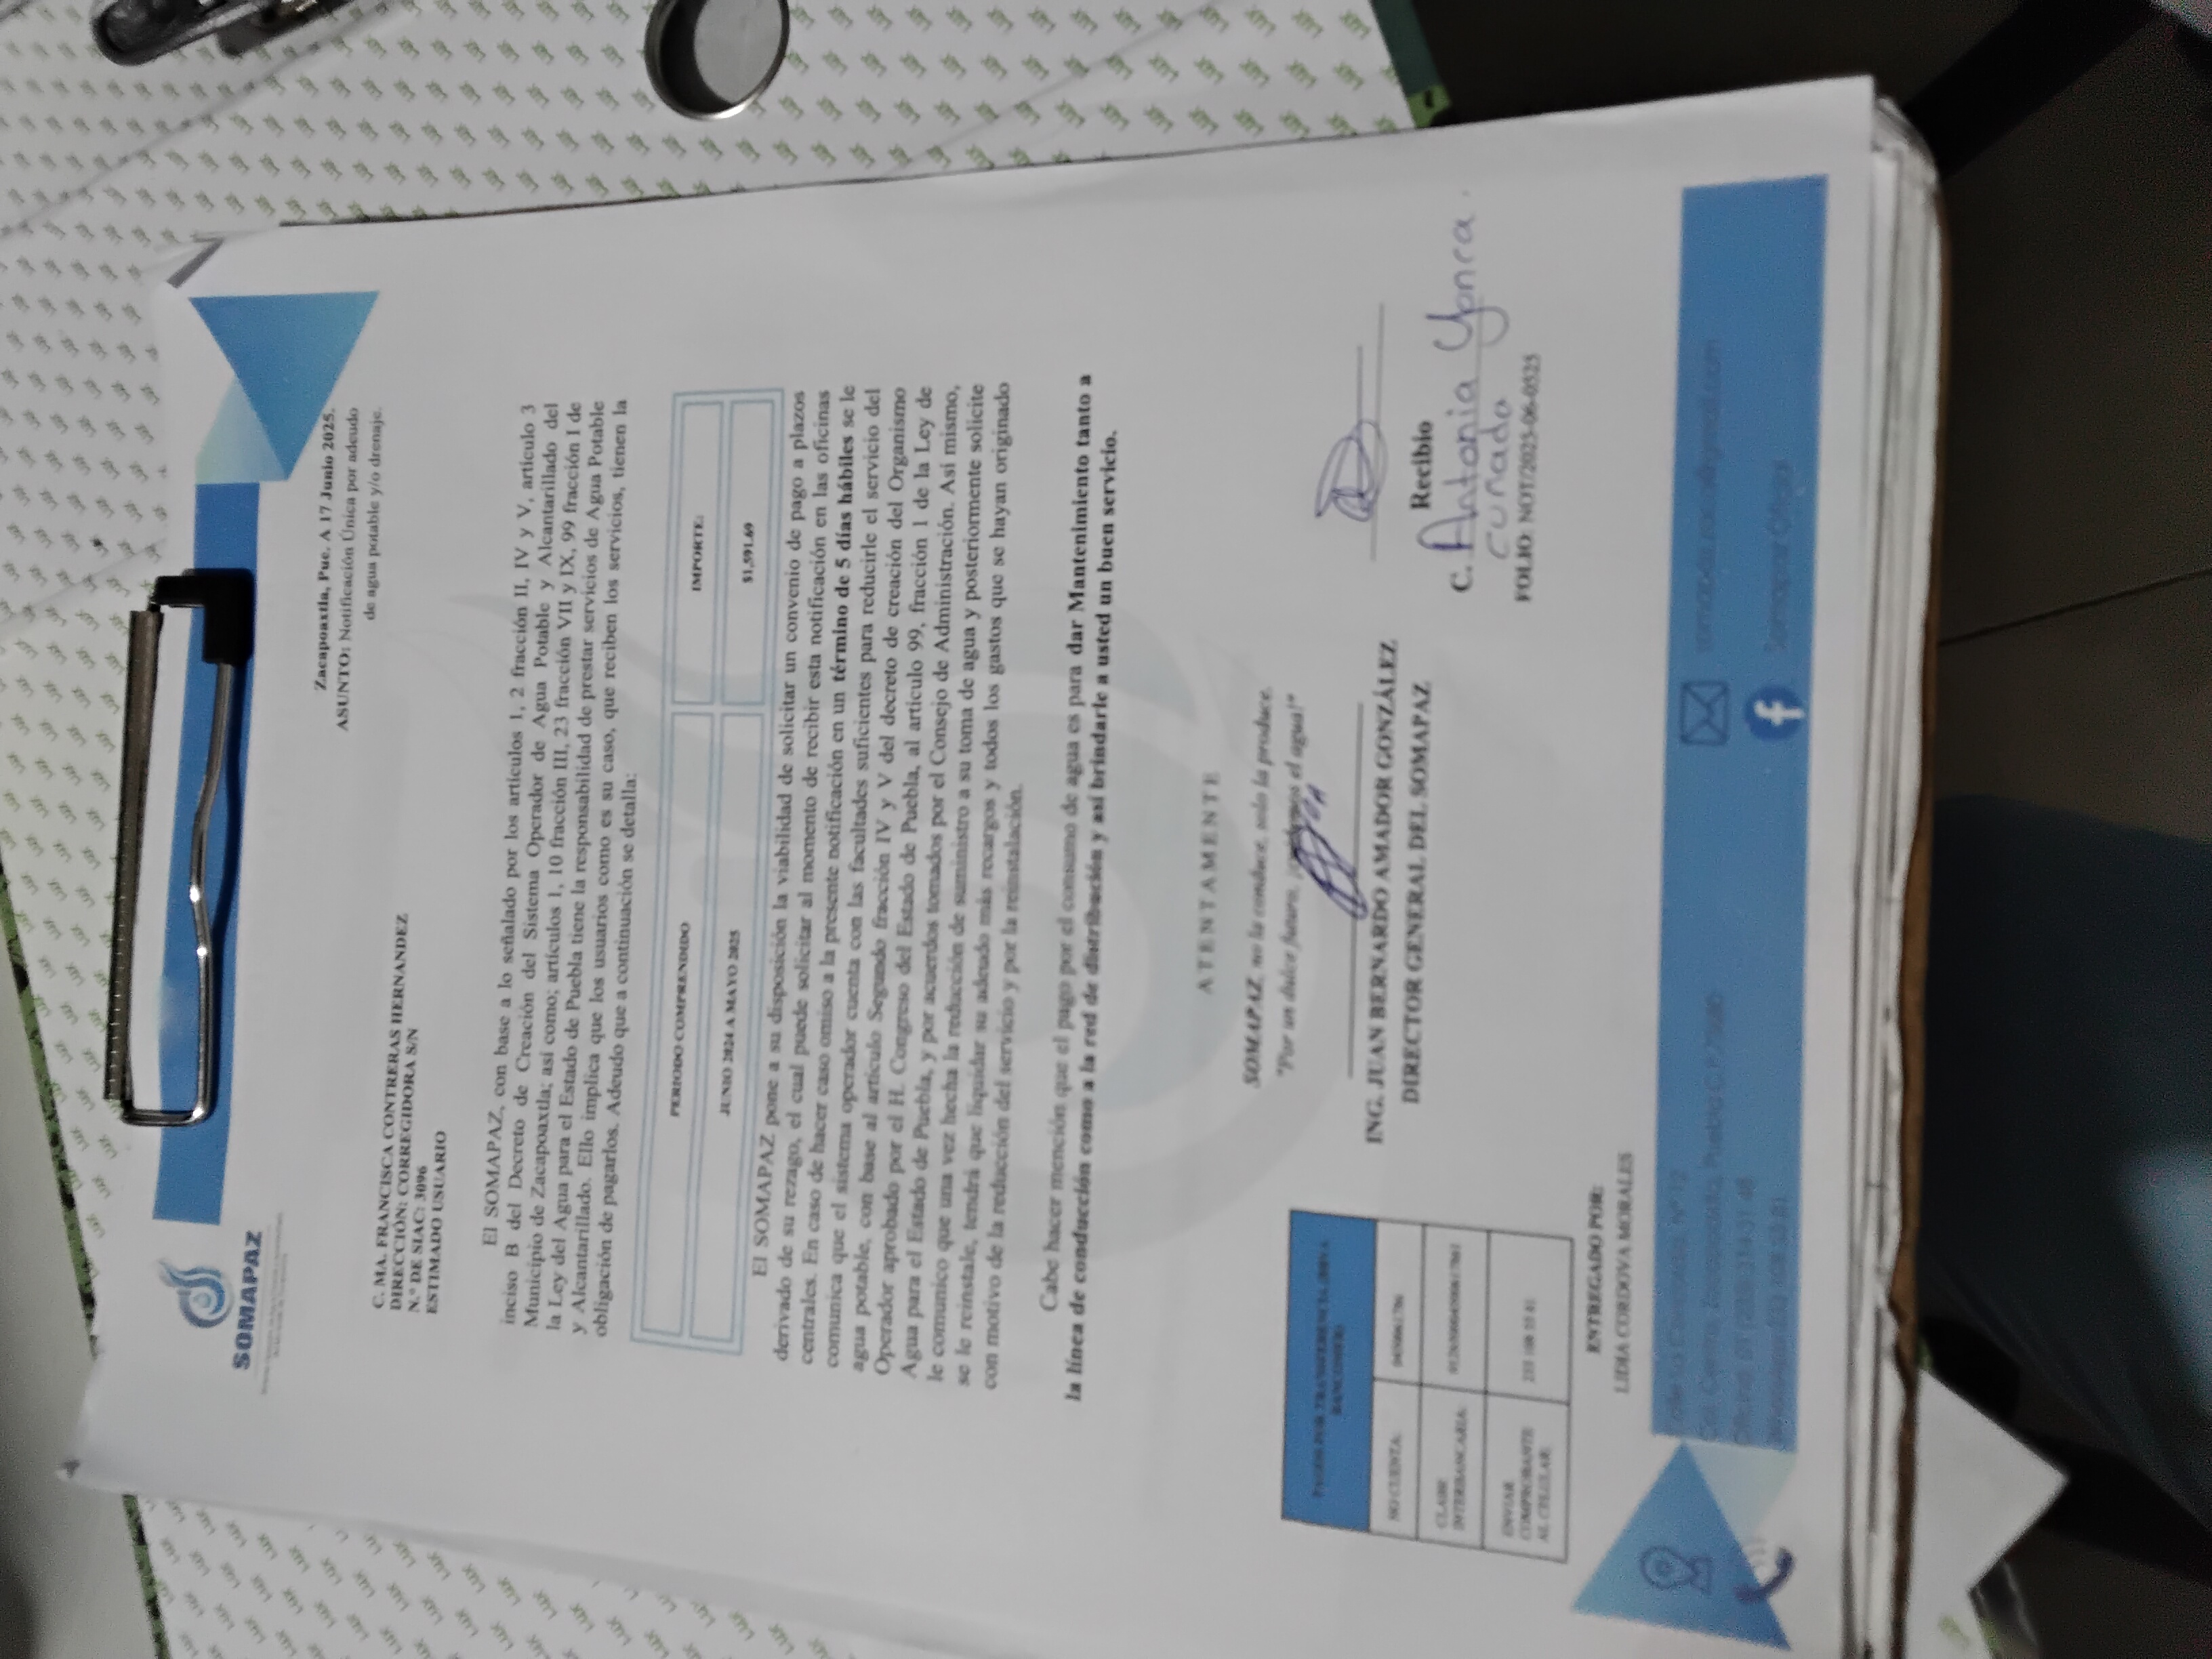 SOMAPAZ
Zacapoaxtla, Pue. A 17 Junio 2025.
ASUNTO: Notificación Única por adeudo
de agua potable y/o drenaje.
C. MA. FRANCISCA CONTRERAS HERNANDEZ
DIRECCIÓN: CORREGIDORA S/N
N.° DE SIAC: 3096
ESTIMADO USUARIO
El SOMAPAZ, con base a lo señalado por los artículos 1, 2 fracción II, IV y V, artículo 3
inciso B del Decreto de Creación del Sistema Operador de Agua Potable y Alcantarillado del
Municipio de Zacapoaxtla; así como; artículos 1, 10 fracción III, 23 fracción VII y IX, 99 fracción I de
la Ley del Agua para el Estado de Puebla tiene la responsabilidad de prestar servicios de Agua Potable
y Alcantarillado. Ello implica que los usuarios como es su caso, que reciben los servicios, tienen la
obligación de pagarlos. Adeudo que a continuación se detalla:
PERIODO COMPRENDIDO
IMPORTE:
JUNIO 2024 A MAYO 2025
$1,591.69
El SOMAPAZ pone a su disposición la viabilidad de solicitar un convenio de pago a plazos
derivado de su rezago, el cual puede solicitar al momento de recibir esta notificación en las oficinas
centrales. En caso de hacer caso omiso a la presente notificación en un término de 5 días hábiles se le
comunica que el sistema operador cuenta con las facultades suficientes para reducirle el servicio del
agua potable, con base al artículo Segundo fracción IV y V del decreto de creación del Organismo
Operador aprobado por el H. Congreso del Estado de Puebla, al artículo 99, fracción 1 de la Ley de
Agua para el Estado de Puebla, y por acuerdos tomados por el Consejo de Administración. Así mismo,
le comunico que una vez hecha la reducción de suministro a su toma de agua y posteriormente solicite
se le reinstale, tendrá que liquidar su adeudo más recargos y todos los gastos que se hayan originado
con motivo de la reducción del servicio y por la reinstalación.
Cabe hacer mención que el pago por el consumo de agua es para dar Mantenimiento tanto a
la línea de conducción como a la red de distribución y así brindarle a usted un buen servicio.
ATENTAMENTE
SOMAPAZ, no la conduce, solo la produce.
"Por un dulce futuro, ¡cuidemos el agua!"
ING. JUAN BERNARDO AMADOR GONZÁLEZ
DIRECTOR GENERAL DEL SOMAPAZ
Recibio
C. Antonia Yonca.
cuñada
FOLIO: NOT/2025-06-0525
PAGOS POR TRANSFERENCIA (BBVA
BANCOMER)
NO CUENTA:
CLABE
INTERBANCARIA:
ENVIAR
COMPROBANTE
AL CELULAR:
233 108 55 81
ENTREGADO POR:
LIDIA CORDOVA MORALES
Calle La Concordia, N° 12
Col. Centro, Zacapoaxtla, Puebla C.P.73680
Oficina: 01 (233) 314 31 48
WhatsApp: 233 108 55 81
Somapaz Oficial